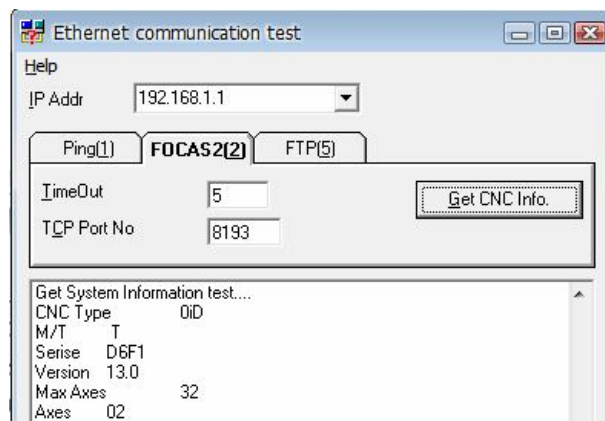 Ethernet communication test
Help
IP Addr 192.168.1.1
Ping(1) FOCAS2(2) FTP(5)
TimeOut 5
Get CNC Info.
TCP Port No 8193
Get System Information test....
CNC Type 0iD
M/T T
Serise D6F1
Version 13.0
Max Axes 32
Axes 02